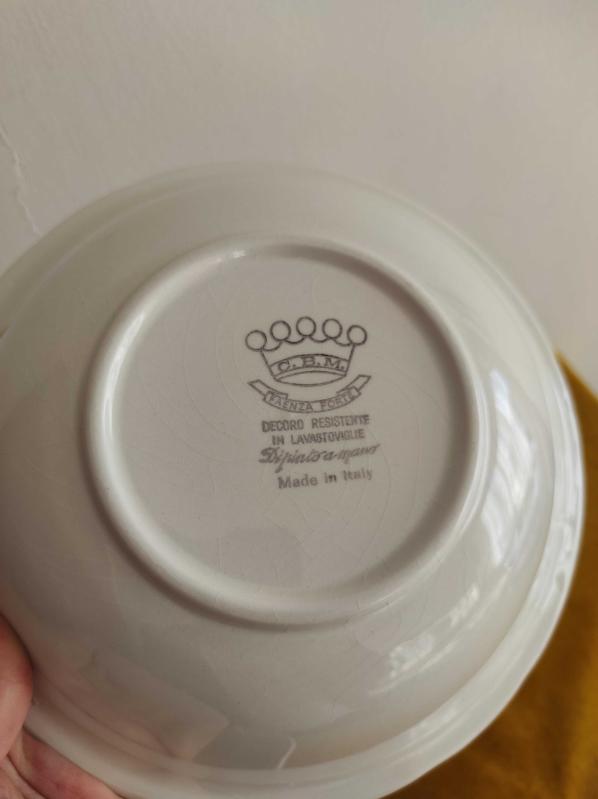 C.B.M.
FAENZA FORTE
DECORO RESISTENTE
IN LAVASTOVIGLIE
Dipinto a mano
Made in Italy